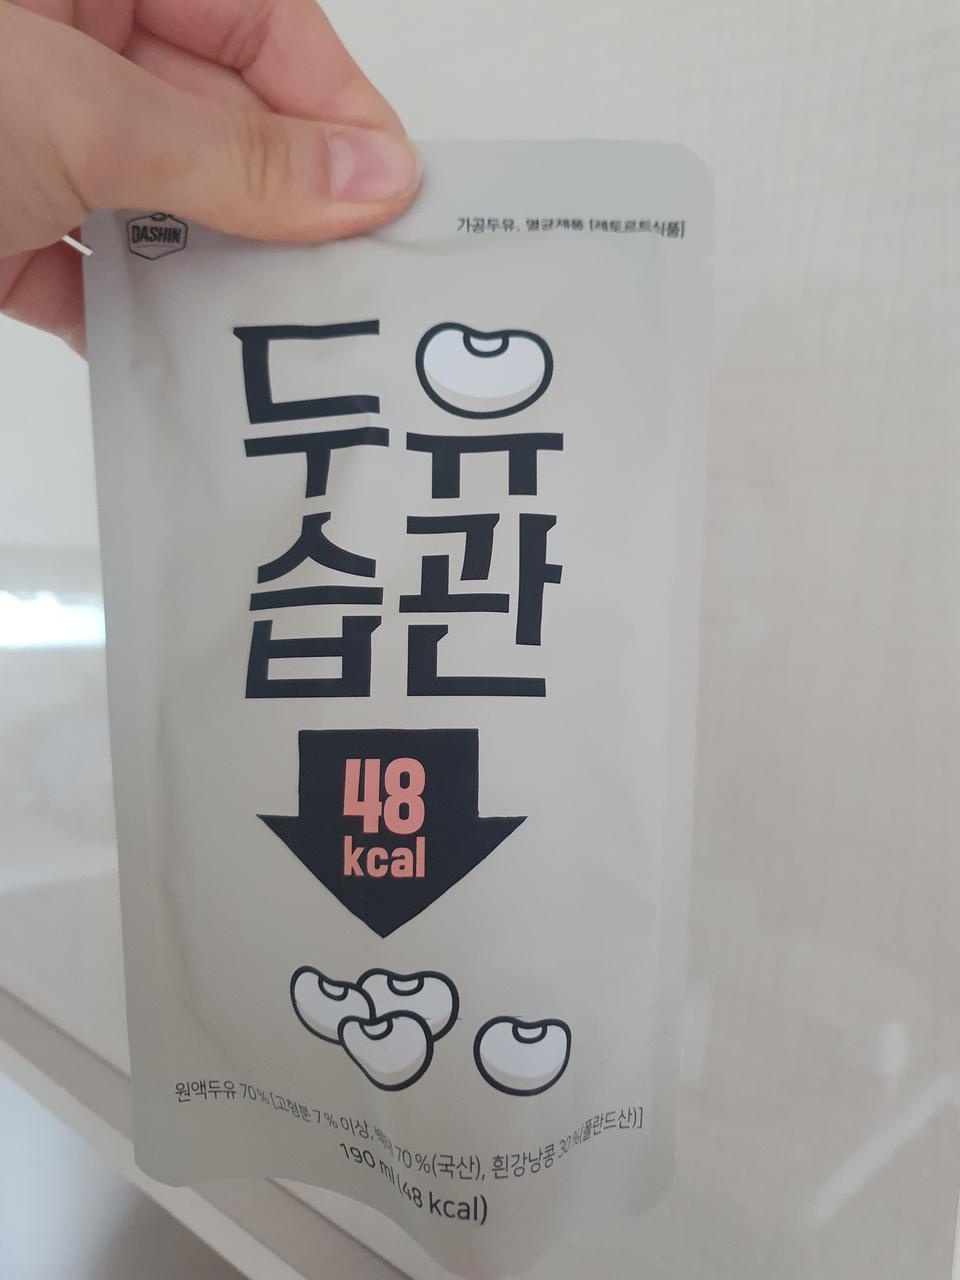 DASHIN
가공두유, 멸균제품 [레토르트식품]
두유
습관
48
kcal
원액두유 70%[고형분 7%이상, 백태 70%(국산), 흰강낭콩 30%(폴란드산)]
190 ml (48 kcal)